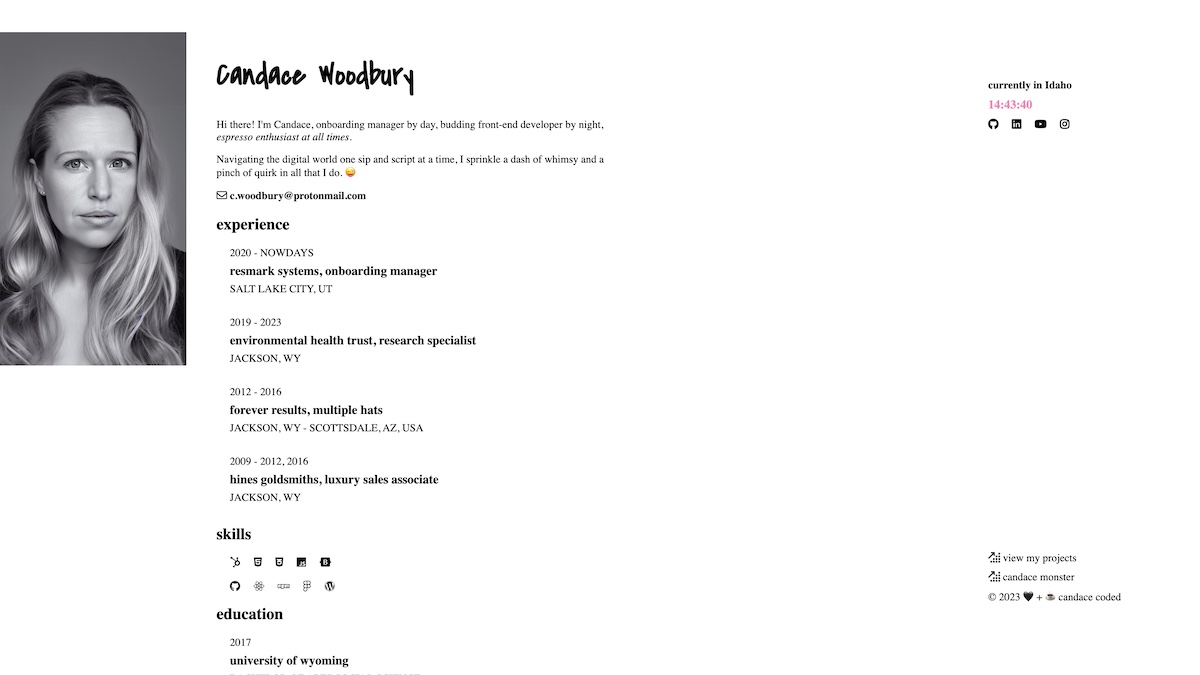 Candace Woodbury
Hi there! I'm Candace, onboarding manager by day, budding front-end developer by night,
espresso enthusiast at all times.
Navigating the digital world one sip and script at a time, I sprinkle a dash of whimsy and a
pinch of quirk in all that I do. 😄
c.woodbury@protonmail.com
experience
2020 - NOWDAYS
resmark systems, onboarding manager
SALT LAKE CITY, UT
2019 - 2023
environmental health trust, research specialist
JACKSON, WY
2012 - 2016
forever results, multiple hats
JACKSON, WY - SCOTTSDALE, AZ, USA
2009 - 2012, 2016
hines goldsmiths, luxury sales associate
JACKSON, WY
skills
education
2017
university of wyoming
currently in Idaho
14:43:40
view my projects
candace monster
© 2023 🖤 + ☕ candace coded